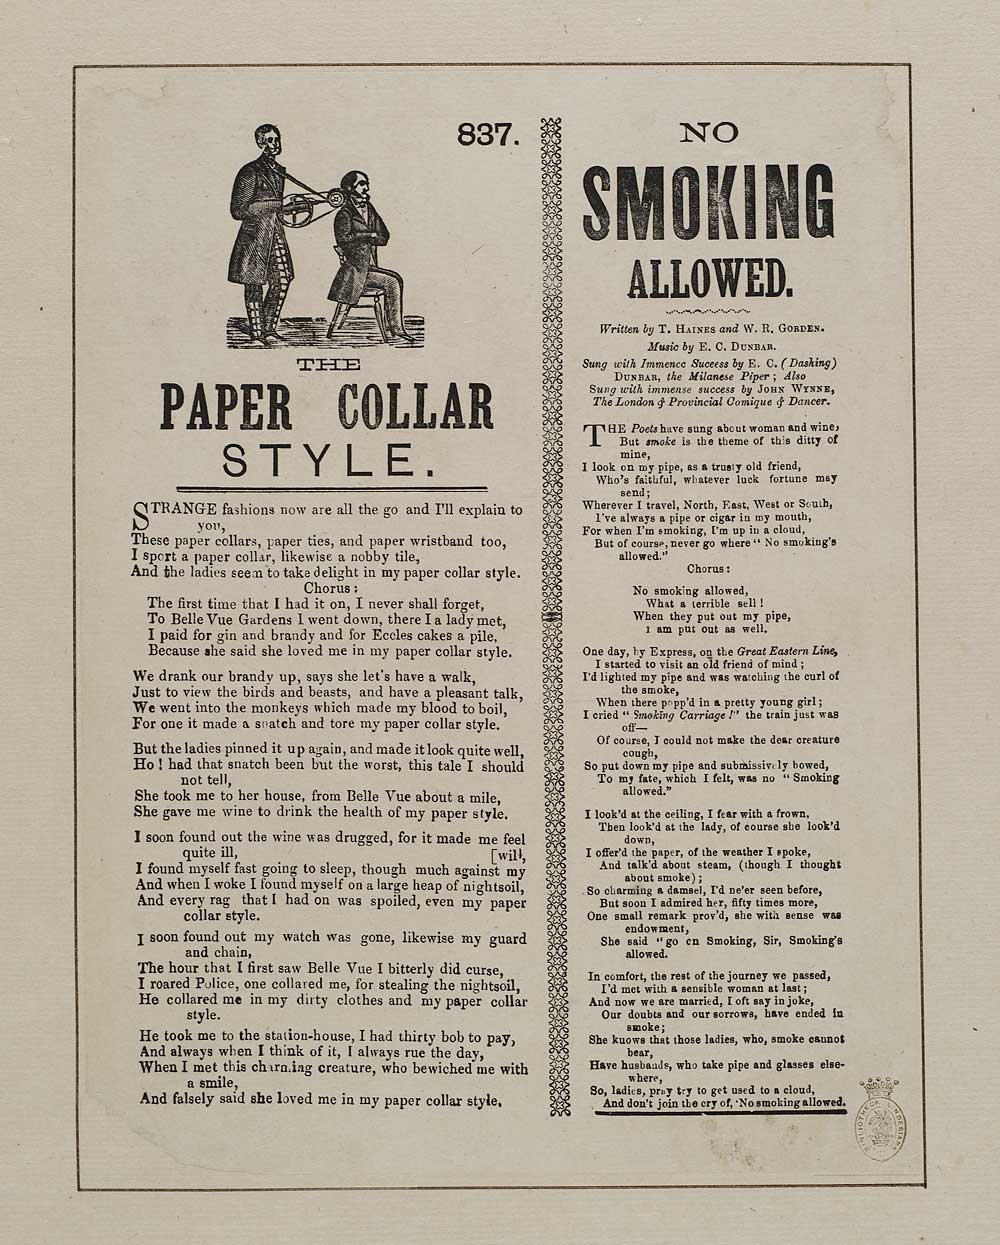 837.
THE
PAPER COLLAR
STYLE.
STRANGE fashions now are all the go and I'll explain to
you,
These paper collars, paper ties, and paper wristband too,
I sport a paper collar, likewise a nobby tile,
And the ladies seem to take delight in my paper collar style.
Chorus:
The first time that I had it on, I never shall forget,
To Belle Vue Gardens I went down, there I a lady met,
I paid for gin and brandy and for Eccles cakes a pile,
Because she said she loved me in my paper collar style.
We drank our brandy up, says she let's have a walk,
Just to view the birds and beasts, and have a pleasant talk,
We went into the monkeys which made my blood to boil,
For one it made a snatch and tore my paper collar style.
But the ladies pinned it up again, and made it look quite well,
Ho! had that snatch been but the worst, this tale I should
not tell,
She took me to her house, from Belle Vue about a mile,
She gave me wine to drink the health of my paper style.
I soon found out the wine was drugged, for it made me feel
quite ill, [will,
I found myself fast going to sleep, though much against my
And when I woke I found myself on a large heap of nightsoil,
And every rag that I had on was spoiled, even my paper
collar style.
I soon found out my watch was gone, likewise my guard
and chain,
The hour that I first saw Belle Vue I bitterly did curse,
I roared Police, one collared me, for stealing the nightsoil,
He collared me in my dirty clothes and my paper collar
style.
He took me to the station-house, I had thirty bob to pay,
And always when I think of it, I always rue the day,
When I met this charming creature, who bewiched me with
a smile,
And falsely said she loved me in my paper collar style.
NO
SMOKING
ALLOWED.
Written by T. HAINES and W. R. GORDEN.
Music by E. C. DUNBAR.
Sung with Immence Suceess by E. C. (Dashing)
DUNBAR, the Milanese Piper; Also
Sung with immense success by JOHN WYNNE,
The London & Provincial Comique & Dancer.
THE Poets have sung about woman and wine,
But smoke is the theme of this ditty of
mine,
I look on my pipe, as a trusty old friend,
Who's faithful, whatever luck fortune may
send;
Wherever I travel, North, East, West or South,
I've always a pipe or cigar in my mouth,
For when I'm smoking, I'm up in a cloud,
But of course, never go where "No smoking's
allowed."
Chorus:
No smoking allowed,
What a terrible sell!
When they put out my pipe,
I am put out as well.
One day, by Express, on the Great Eastern Line,
I started to visit an old friend of mind;
I'd lighted my pipe and was watching the curl of
the smoke,
When there popp'd in a pretty young girl;
I cried "Smoking Carriage!" the train just was
off—
Of course, I could not make the dear creature
cough,
So put down my pipe and submissively bowed,
To my fate, which I felt, was no "Smoking
allowed."
I look'd at the ceiling, I fear with a frown,
Then look'd at the lady, of course she look'd
down,
I offer'd the paper, of the weather I spoke,
And talk'd about steam, (though I thought
about smoke);
So charming a damsel, I'd ne'er seen before,
But soon I admired her, fifty times more,
One small remark prov'd, she with sense was
endowment,
She said "go on Smoking, Sir, Smoking's
allowed.
In comfort, the rest of the journey we passed,
I'd met with a sensible woman at last;
And now we are married, I oft say in joke,
Our doubts and our sorrows, have ended in
smoke;
She knows that those ladies, who, smoke cannot
bear,
Have husbands, who take pipe and glasses else-
where,
So, ladies, pray try to get used to a cloud,
And don't join the cry of, 'No smoking allowed.
BIBLIOTHECA LINDESIANA